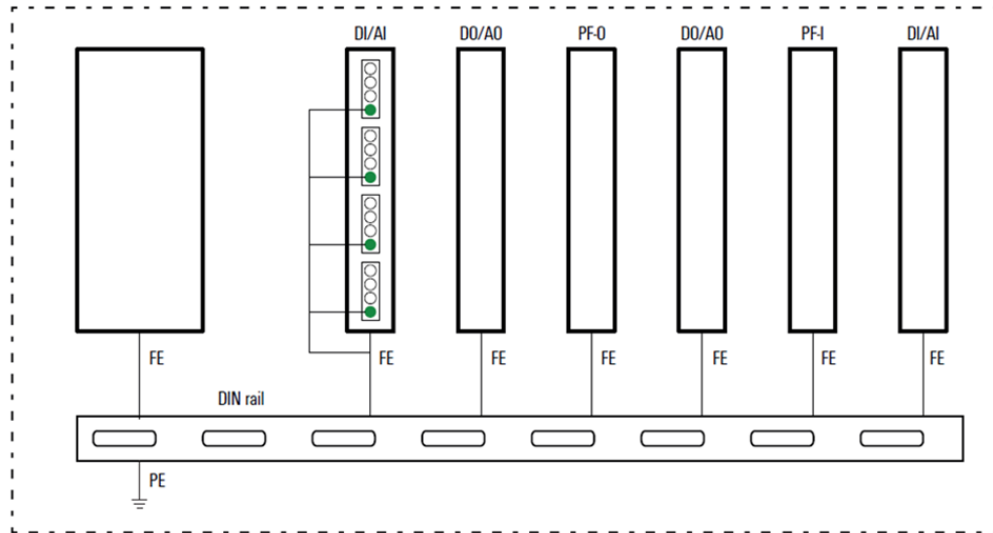 DI/AI DO/AO PF-O DO/AO PF-I DI/AI
FE FE FE FE FE FE FE
DIN rail
PE